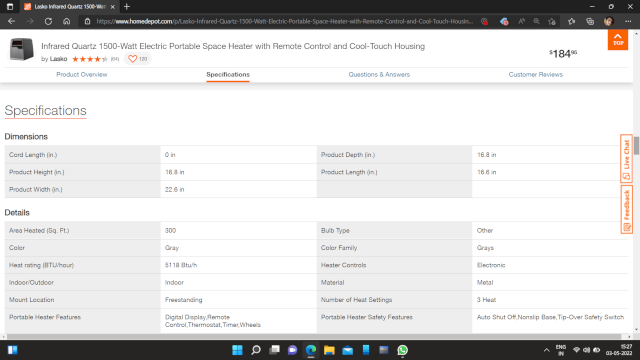 Lasko Infrared Quartz 1500-Watt
https://www.homedepot.com/p/Lasko-Infrared-Quartz-1500-Watt-Electric-Portable-Space-Heater-with-Remote-Control-and-Cool-Touch-Housin...
Infrared Quartz 1500-Watt Electric Portable Space Heater with Remote Control and Cool-Touch Housing
by Lasko (64) 120
$184 95
TOP
Product Overview Specifications Questions & Answers Customer Reviews
Specifications
Dimensions
Cord Length (in.) 0 in Product Depth (in.) 16.8 in
Product Height (in.) 16.8 in Product Length (in.) 16.6 in
Product Width (in.) 22.6 in
Live Chat
Feedback
Details
Area Heated (Sq. Ft.) 300 Bulb Type Other
Color Gray Color Family Grays
Heat rating (BTU/hour) 5118 Btu/h Heater Controls Electronic
Indoor/Outdoor Indoor Material Metal
Mount Location Freestanding Number of Heat Settings 3 Heat
Portable Heater Features Digital Display,Remote Portable Heater Safety Features Auto Shut Off,Nonslip Base,Tip-Over Safety Switch
Control,Thermostat,Timer,Wheels
ENG 15:27
IN 03-05-2022